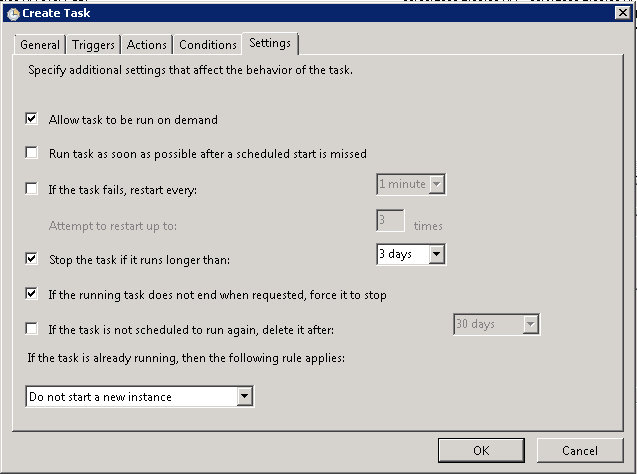 Create Task
General Triggers Actions Conditions Settings
Specify additional settings that affect the behavior of the task.
Allow task to be run on demand
Run task as soon as possible after a scheduled start is missed
If the task fails, restart every: 1 minute
Attempt to restart up to: 3 times
Stop the task if it runs longer than: 3 days
If the running task does not end when requested, force it to stop
If the task is not scheduled to run again, delete it after: 30 days
If the task is already running, then the following rule applies:
Do not start a new instance
OK Cancel